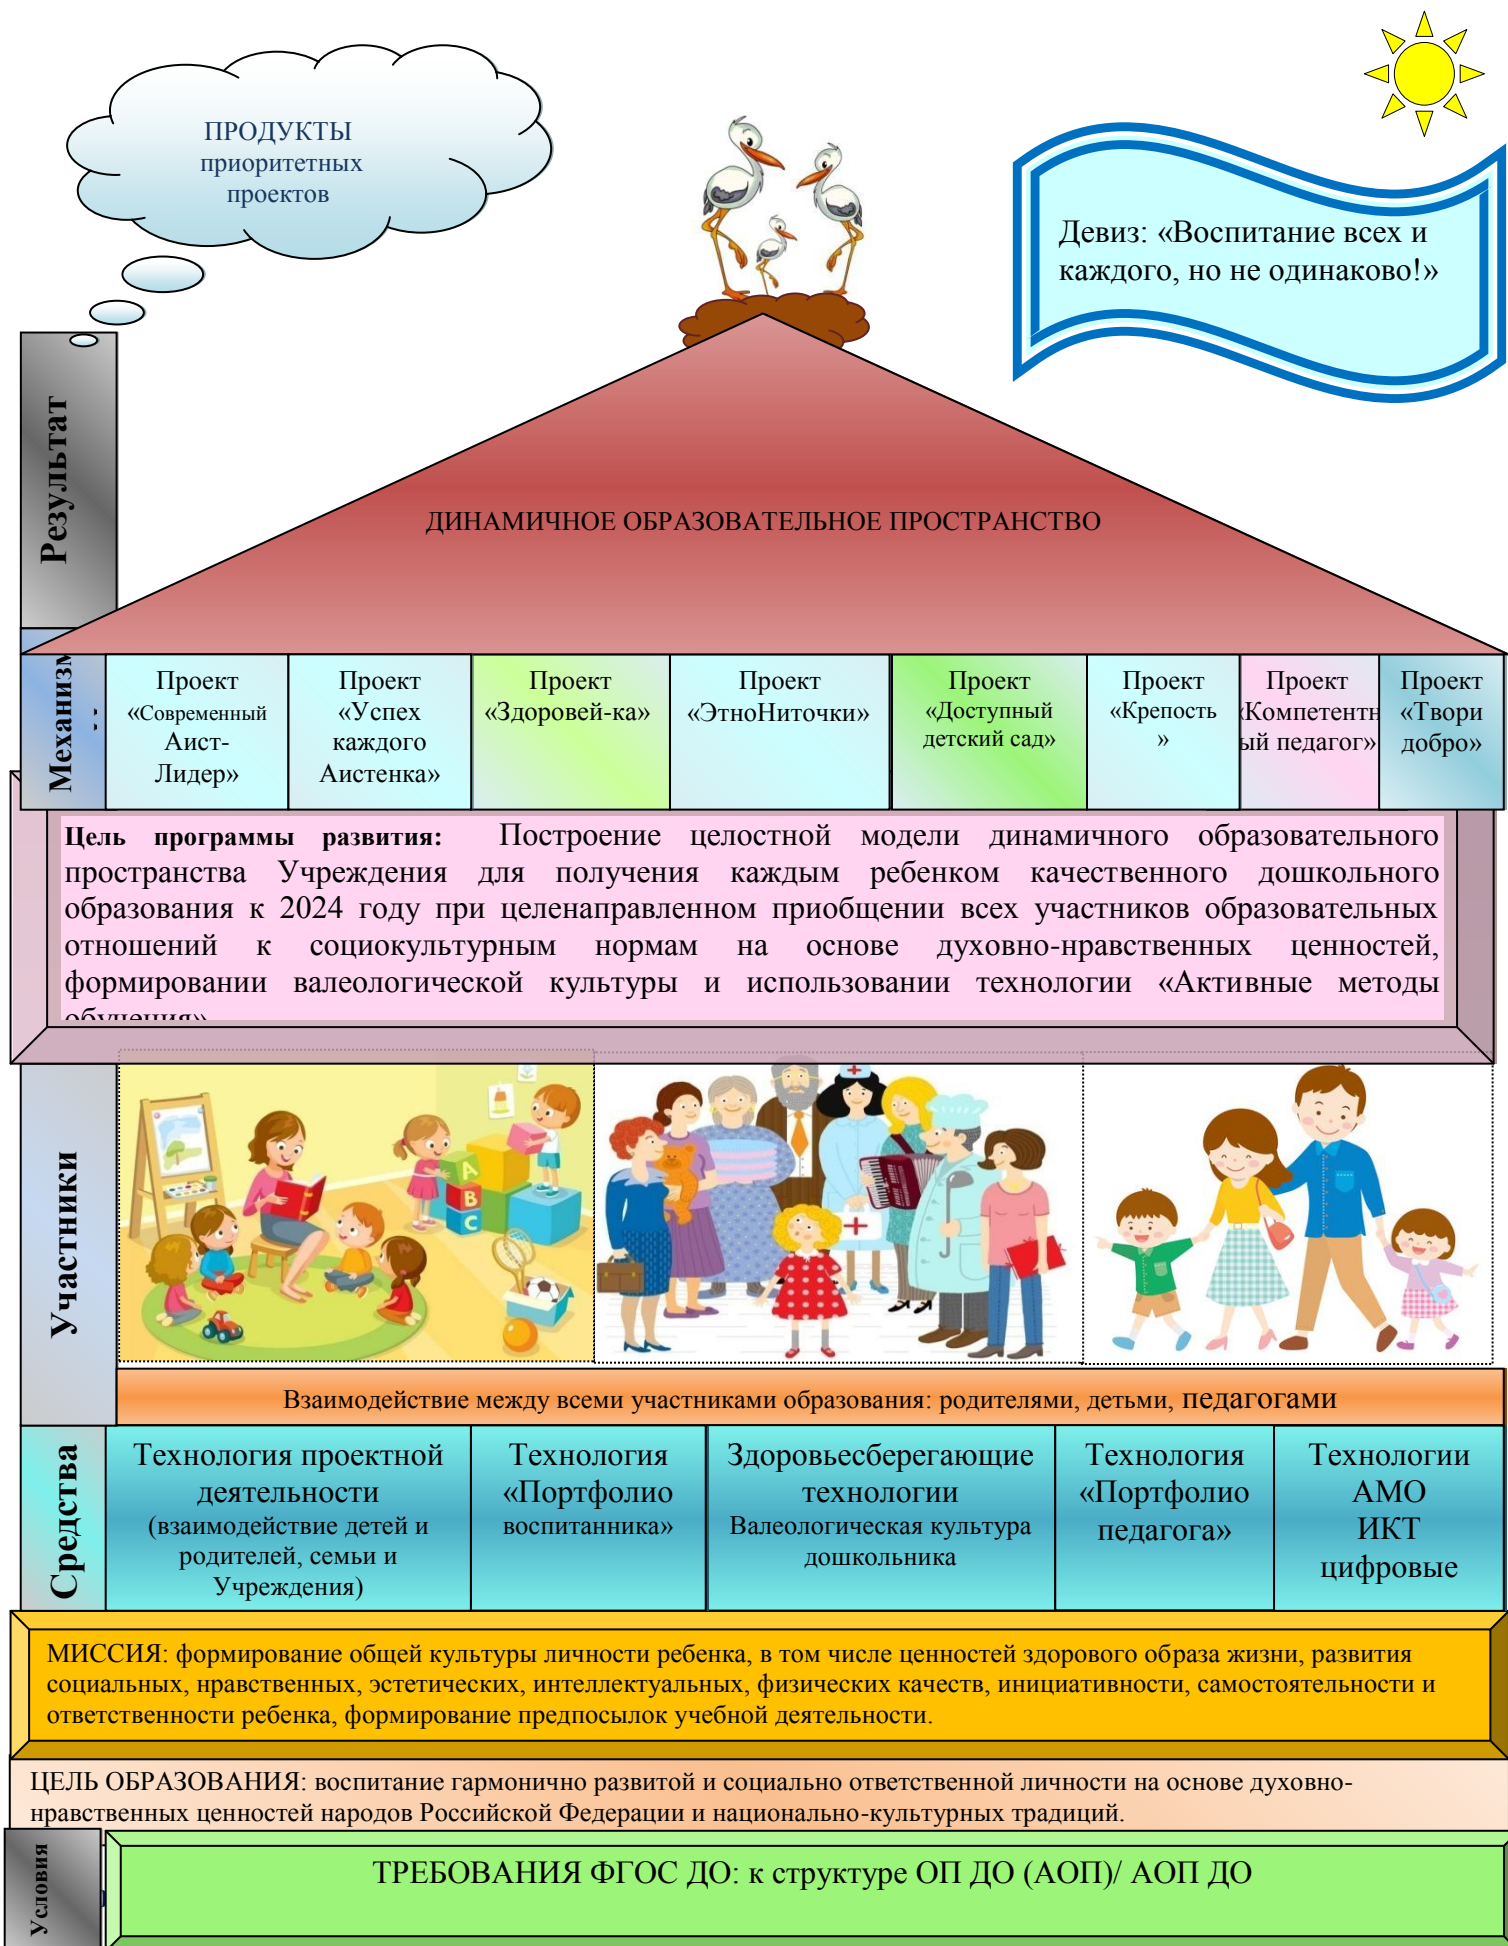 ПРОДУКТЫ
приоритетных
проектов
Девиз: «Воспитание всех и
каждого, но не одинаково!»
Результат
ДИНАМИЧНОЕ ОБРАЗОВАТЕЛЬНОЕ ПРОСТРАНСТВО
Механизм
Проект
«Современный
Аист-
Лидер»
Проект
«Успех
каждого
Аистенка»
Проект
«Здоровей-ка»
Проект
«ЭтноНиточки»
Проект
«Доступный
детский сад»
Проект
«Крепость
»
Проект
«Компетентн
ый педагог»
Проект
«Твори
добро»
Цель программы развития: Построение целостной модели динамичного образовательного
пространства Учреждения для получения каждым ребенком качественного дошкольного
образования к 2024 году при целенаправленном приобщении всех участников образовательных
отношений к социокультурным нормам на основе духовно-нравственных ценностей,
формировании валеологической культуры и использовании технологии «Активные методы
обучения»
Участники
A
B
C
Взаимодействие между всеми участниками образования: родителями, детьми, педагогами
Средства
Технология проектной
деятельности
(взаимодействие детей и
родителей, семьи и
Учреждения)
Технология
«Портфолио
воспитанника»
Здоровьесберегающие
технологии
Валеологическая культура
дошкольника
Технология
«Портфолио
педагога»
Технологии
АМО
ИКТ
цифровые
МИССИЯ: формирование общей культуры личности ребенка, в том числе ценностей здорового образа жизни, развития
социальных, нравственных, эстетических, интеллектуальных, физических качеств, инициативности, самостоятельности и
ответственности ребенка, формирование предпосылок учебной деятельности.
ЦЕЛЬ ОБРАЗОВАНИЯ: воспитание гармонично развитой и социально ответственной личности на основе духовно-
нравственных ценностей народов Российской Федерации и национально-культурных традиций.
Условия
ТРЕБОВАНИЯ ФГОС ДО: к структуре ОП ДО (АОП)/ АОП ДО